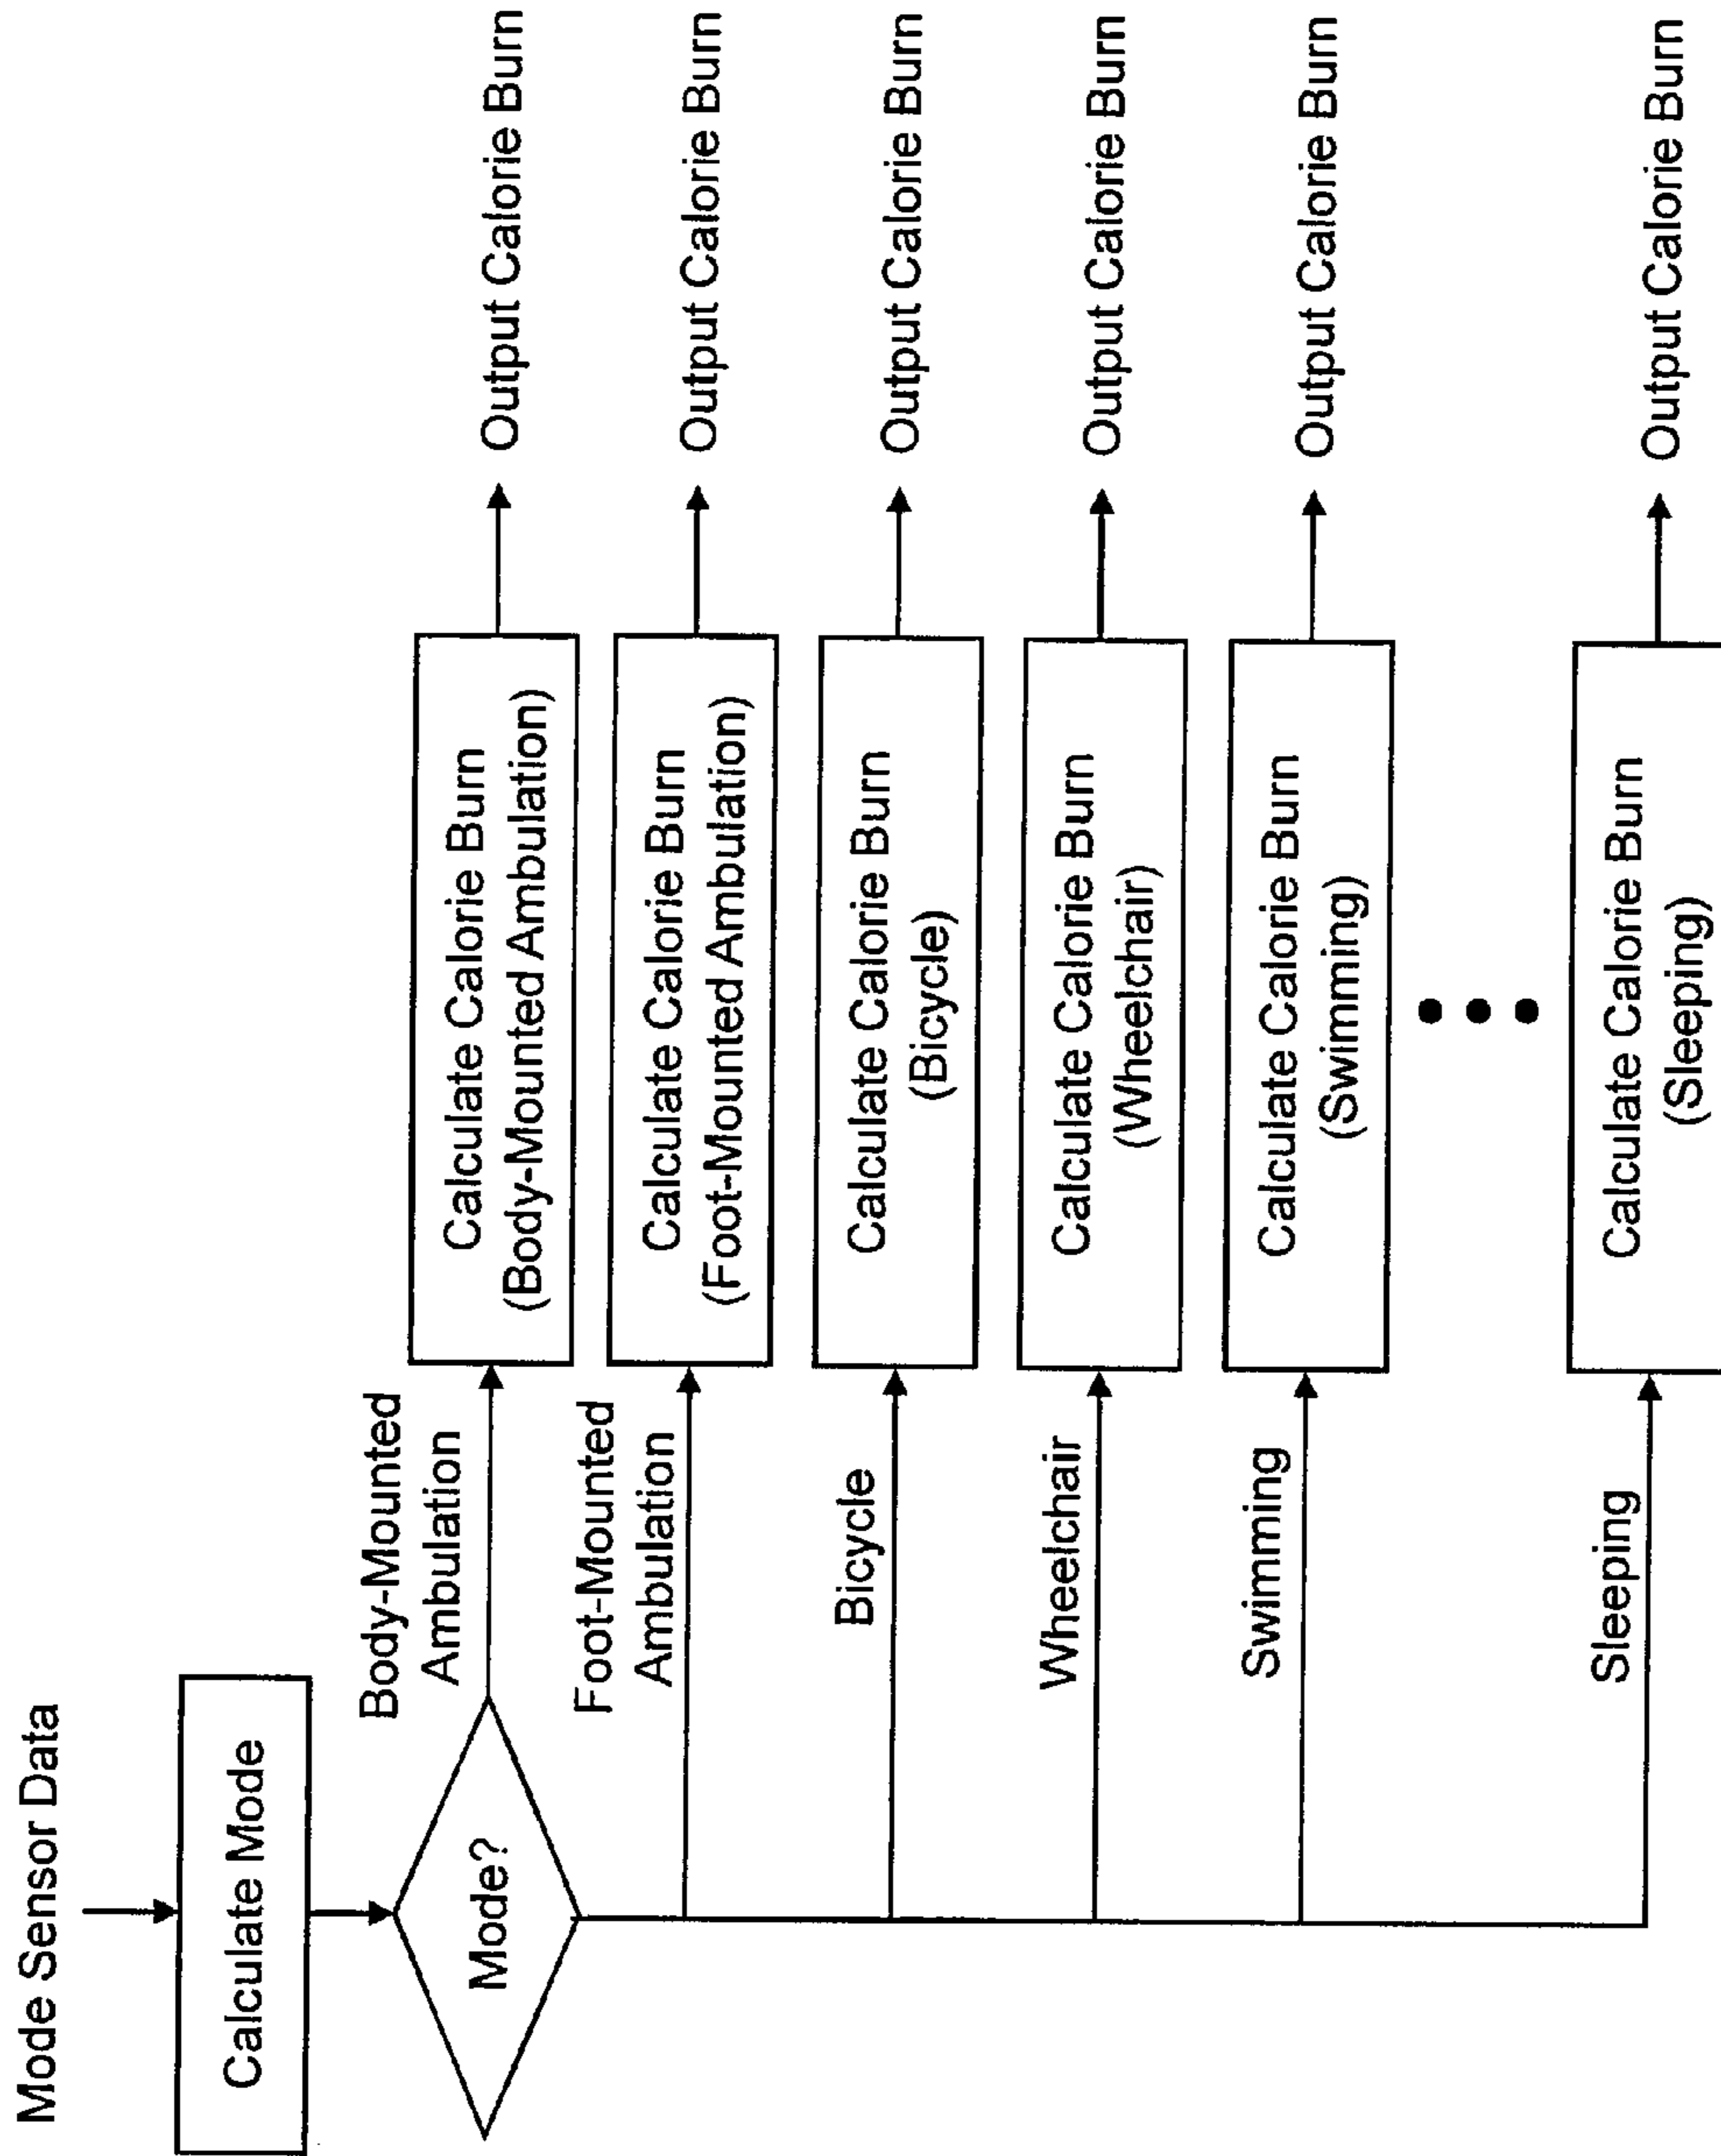 Mode Sensor Data
Calculate Mode
Mode?
Body-Mounted
Ambulation
Calculate Calorie Burn
(Body-Mounted Ambulation)
Output Calorie Burn
Foot-Mounted
Ambulation
Calculate Calorie Burn
(Foot-Mounted Ambulation)
Output Calorie Burn
Bicycle
Calculate Calorie Burn
(Bicycle)
Output Calorie Burn
Wheelchair
Calculate Calorie Burn
(Wheelchair)
Output Calorie Burn
Swimming
Calculate Calorie Burn
(Swimming)
Output Calorie Burn
Sleeping
Calculate Calorie Burn
(Sleeping)
Output Calorie Burn